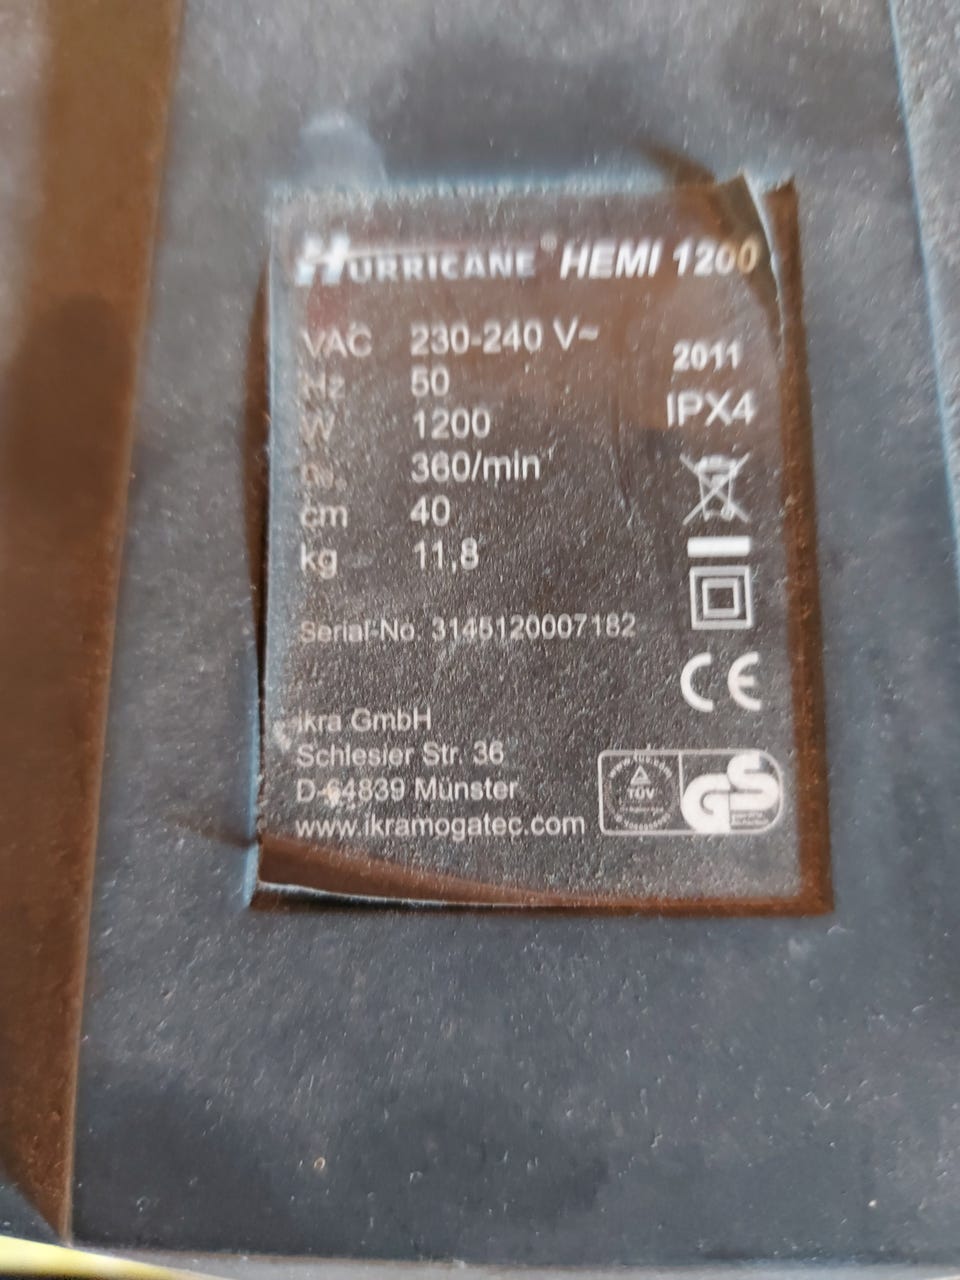 HURRICANE® HEMI 1200
VAC 230-240 V~
2011
Hz 50
IPX4
W 1200
360/min
cm 40
kg 11,8
Serial-No. 3145120007182
CE
ikra GmbH
Schlesier Str. 36
D-64839 Münster
www.ikramogatec.com
TÜV
GS